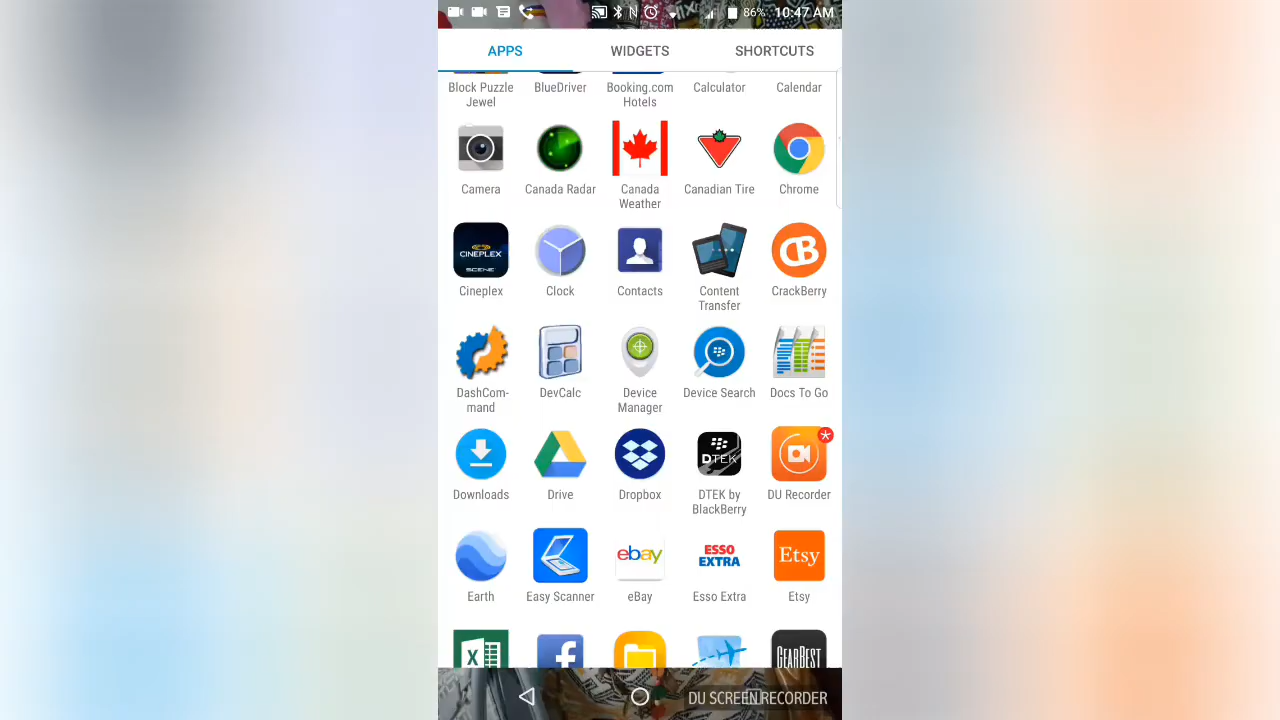 86% 10:47 AM
APPS WIDGETS SHORTCUTS
Block Puzzle Jewel
BlueDriver
Booking.com Hotels
Calculator
Calendar
Camera
Canada Radar
Canada Weather
Canadian Tire
Chrome
CINEPLEX
SCENE
CB
Cineplex
Clock
Contacts
Content Transfer
CrackBerry
DashCom-
mand
DevCalc
Device Manager
Device Search
Docs To Go
DTEK
Downloads
Drive
Dropbox
DTEK by BlackBerry
DU Recorder
ebay
ESSO
EXTRA
Etsy
Earth
Easy Scanner
eBay
Esso Extra
Etsy
X
f
GEARBEST
DU SCREEN RECORDER